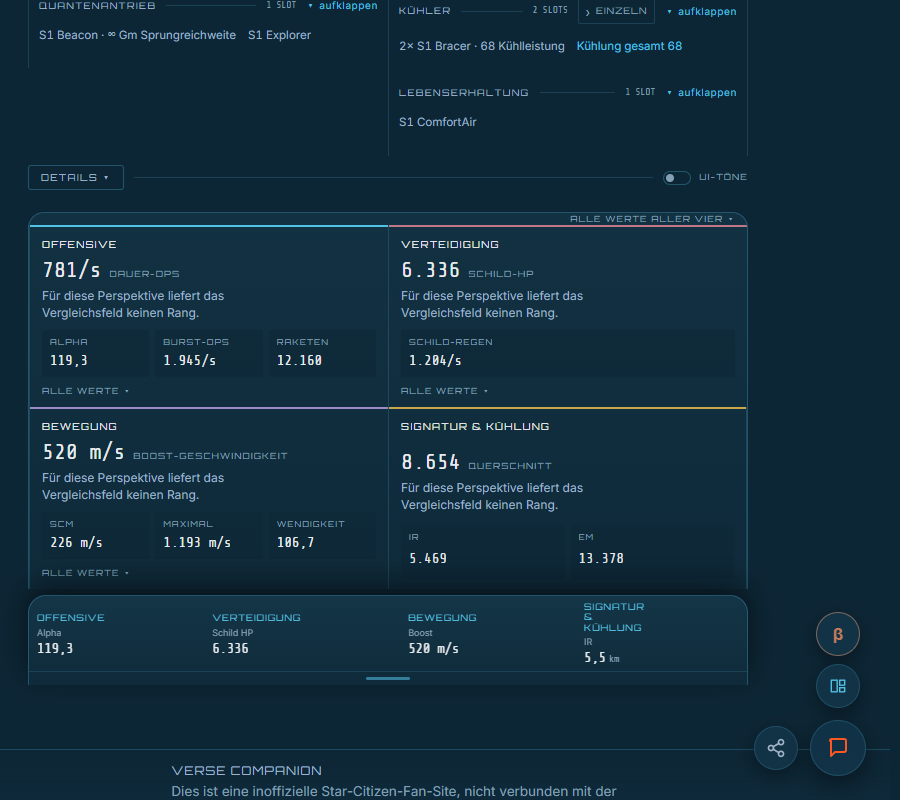 QUANTENANTRIEB 1 SLOT ▾ aufklappen
S1 Beacon · ∞ Gm Sprungreichweite S1 Explorer
KÜHLER 2 SLOTS › EINZELN ▾ aufklappen
2× S1 Bracer · 68 Kühlleistung Kühlung gesamt 68
LEBENSERHALTUNG 1 SLOT ▾ aufklappen
S1 ComfortAir
DETAILS ▾
UI-TÖNE
ALLE WERTE ALLER VIER ▾
OFFENSIVE
781/s DAUER-DPS
Für diese Perspektive liefert das
Vergleichsfeld keinen Rang.
ALPHA BURST-DPS RAKETEN
119,3 1.945/s 12.160
ALLE WERTE ▾
VERTEIDIGUNG
6.336 SCHILD-HP
Für diese Perspektive liefert das
Vergleichsfeld keinen Rang.
SCHILD-REGEN
1.204/s
ALLE WERTE ▾
BEWEGUNG
520 m/s BOOST-GESCHWINDIGKEIT
Für diese Perspektive liefert das
Vergleichsfeld keinen Rang.
SCM MAXIMAL WENDIGKEIT
226 m/s 1.193 m/s 106,7
ALLE WERTE ▾
SIGNATUR & KÜHLUNG
8.654 QUERSCHNITT
Für diese Perspektive liefert das
Vergleichsfeld keinen Rang.
IR EM
5.469 13.378
OFFENSIVE
Alpha
119,3
VERTEIDIGUNG
Schild HP
6.336
BEWEGUNG
Boost
520 m/s
SIGNATUR
&
KÜHLUNG
IR
5,5 km
β
VERSE COMPANION
Dies ist eine inoffizielle Star-Citizen-Fan-Site, nicht verbunden mit der